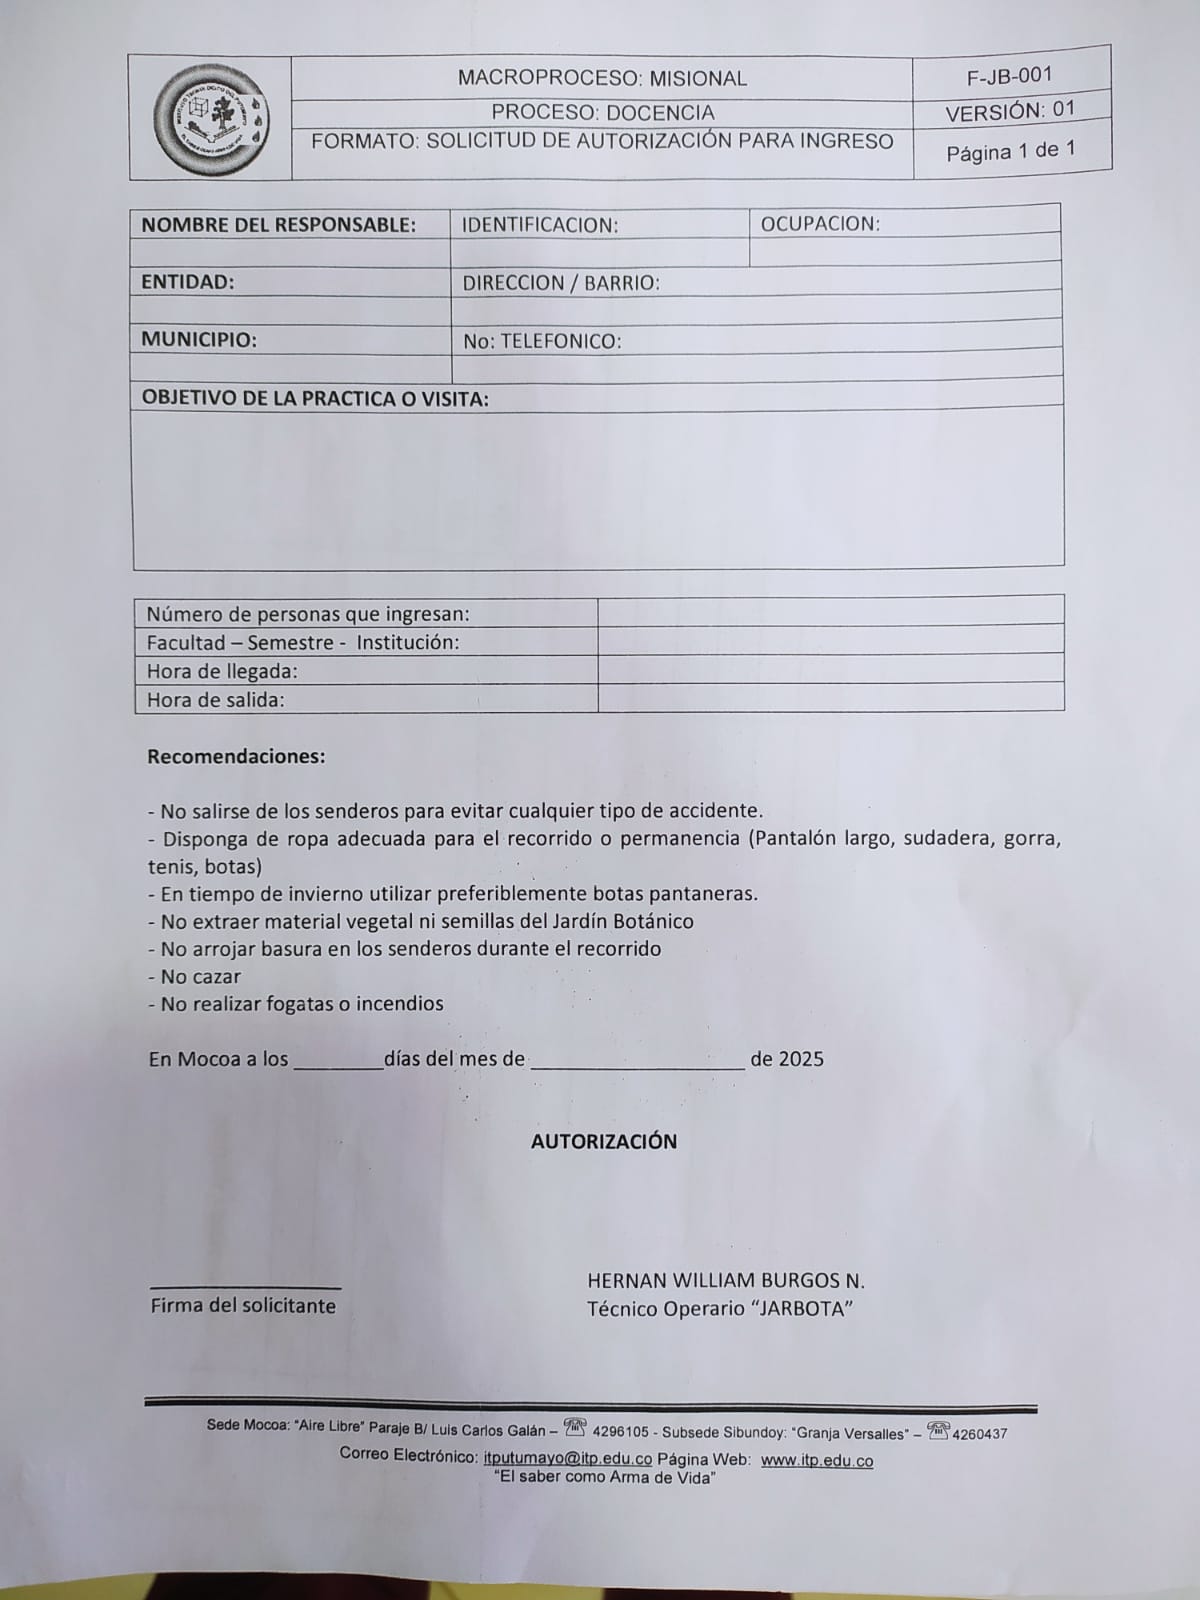 MACROPROCESO: MISIONAL
PROCESO: DOCENCIA
FORMATO: SOLICITUD DE AUTORIZACIÓN PARA INGRESO
F-JB-001
VERSIÓN: 01
Página 1 de 1
NOMBRE DEL RESPONSABLE: IDENTIFICACION: OCUPACION:
ENTIDAD: DIRECCION / BARRIO:
MUNICIPIO: No: TELEFONICO:
OBJETIVO DE LA PRACTICA O VISITA:
Número de personas que ingresan:
Facultad – Semestre - Institución:
Hora de llegada:
Hora de salida:
Recomendaciones:
- No salirse de los senderos para evitar cualquier tipo de accidente.
- Disponga de ropa adecuada para el recorrido o permanencia (Pantalón largo, sudadera, gorra,
tenis, botas)
- En tiempo de invierno utilizar preferiblemente botas pantaneras.
- No extraer material vegetal ni semillas del Jardín Botánico
- No arrojar basura en los senderos durante el recorrido
- No cazar
- No realizar fogatas o incendios
En Mocoa a los ________días del mes de ___________________ de 2025
AUTORIZACIÓN
HERNAN WILLIAM BURGOS N.
Firma del solicitante Técnico Operario “JARBOTA”
Sede Mocoa: “Aire Libre” Paraje B/ Luis Carlos Galán – ☏ 4296105 - Subsede Sibundoy: “Granja Versalles” – ☏ 4260437
Correo Electrónico: itputumayo@itp.edu.co Página Web: www.itp.edu.co
“El saber como Arma de Vida”